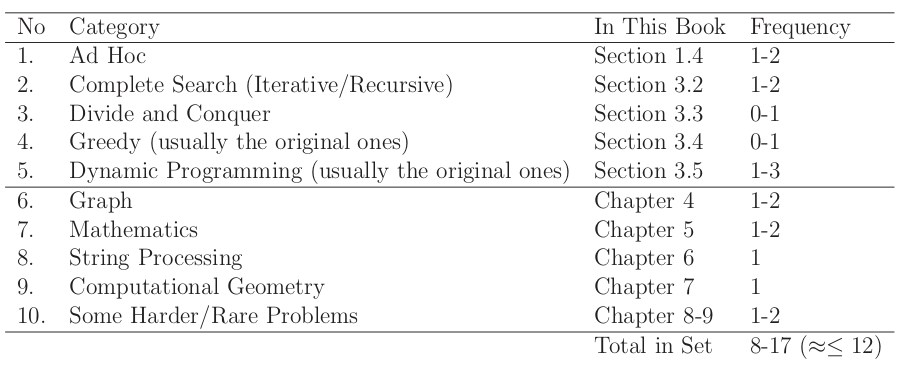 No Category In This Book Frequency
1. Ad Hoc Section 1.4 1-2
2. Complete Search (Iterative/Recursive) Section 3.2 1-2
3. Divide and Conquer Section 3.3 0-1
4. Greedy (usually the original ones) Section 3.4 0-1
5. Dynamic Programming (usually the original ones) Section 3.5 1-3
6. Graph Chapter 4 1-2
7. Mathematics Chapter 5 1-2
8. String Processing Chapter 6 1
9. Computational Geometry Chapter 7 1
10. Some Harder/Rare Problems Chapter 8-9 1-2
Total in Set 8-17 (≈≤ 12)